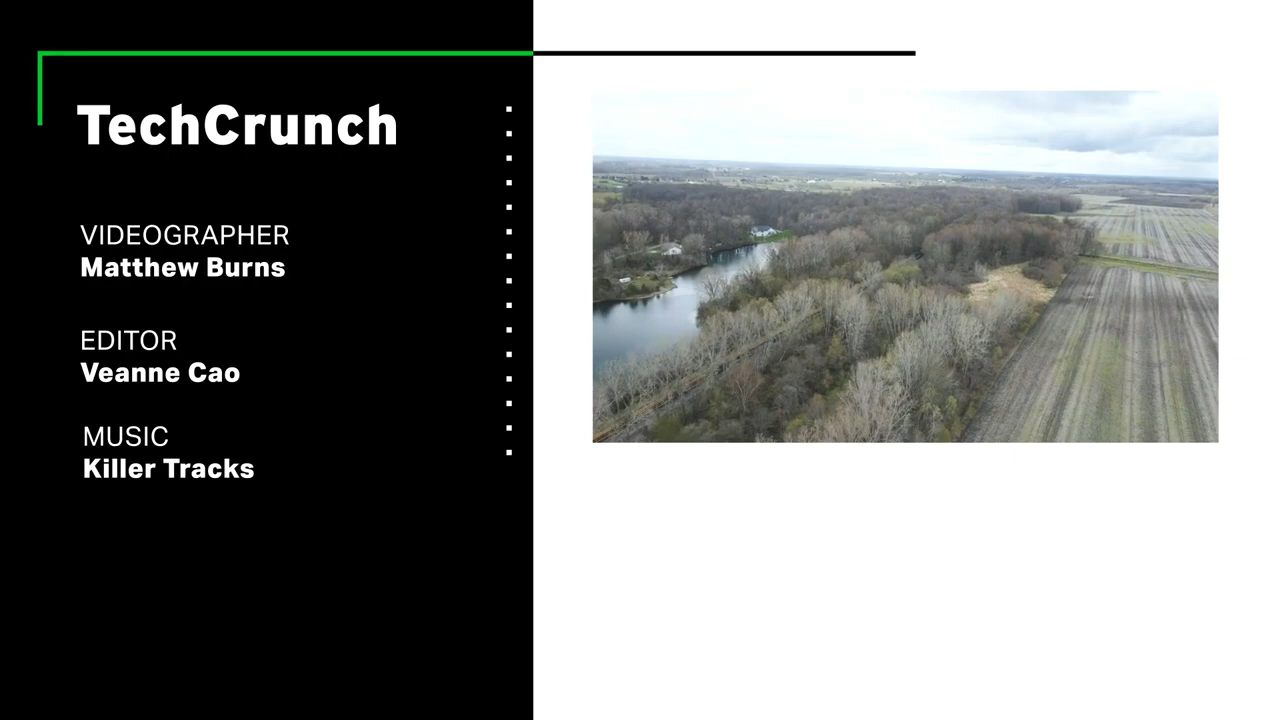 TechCrunch
VIDEOGRAPHER
Matthew Burns
EDITOR
Veanne Cao
MUSIC
Killer Tracks